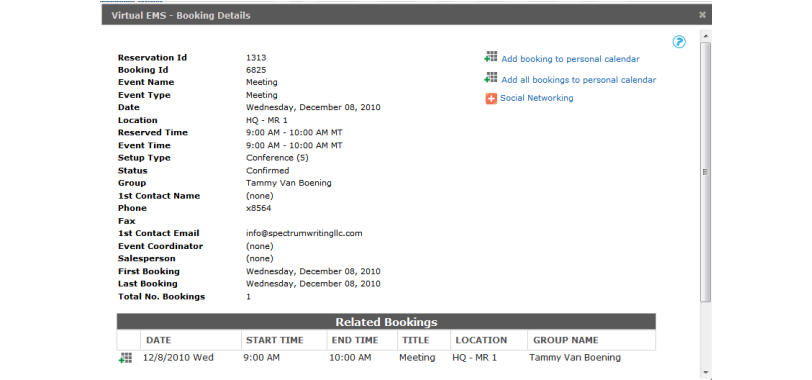 Virtual EMS - Booking Details
Reservation Id 1313
Booking Id 6825
Event Name Meeting
Event Type Meeting
Date Wednesday, December 08, 2010
Location HQ - MR 1
Reserved Time 9:00 AM - 10:00 AM MT
Event Time 9:00 AM - 10:00 AM MT
Setup Type Conference (5)
Status Confirmed
Group Tammy Van Boening
1st Contact Name (none)
Phone x8564
Fax
1st Contact Email info@spectrumwritingllc.com
Event Coordinator (none)
Salesperson (none)
First Booking Wednesday, December 08, 2010
Last Booking Wednesday, December 08, 2010
Total No. Bookings 1
Add booking to personal calendar
Add all bookings to personal calendar
Social Networking
Related Bookings
DATE START TIME END TIME TITLE LOCATION GROUP NAME
12/8/2010 Wed 9:00 AM 10:00 AM Meeting HQ - MR 1 Tammy Van Boening